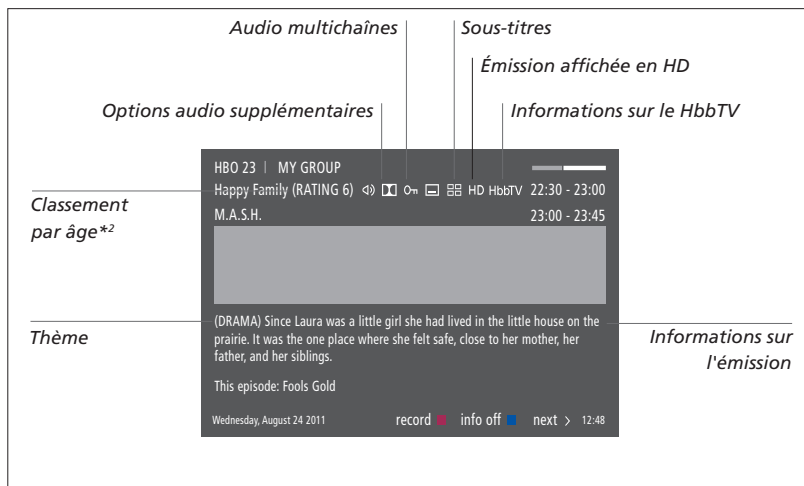 Audio multichaînes
Sous-titres
Émission affichée en HD
Options audio supplémentaires
Informations sur le HbbTV
HBO 23 | MY GROUP
Happy Family (RATING 6) HD HbbTV 22:30 - 23:00
M.A.S.H. 23:00 - 23:45
Classement
par âge*2
(DRAMA) Since Laura was a little girl she had lived in the little house on the
prairie. It was the one place where she felt safe, close to her mother, her
father, and her siblings.
Thème
Informations sur
l'émission
This episode: Fools Gold
Wednesday, August 24 2011 record info off next > 12:48